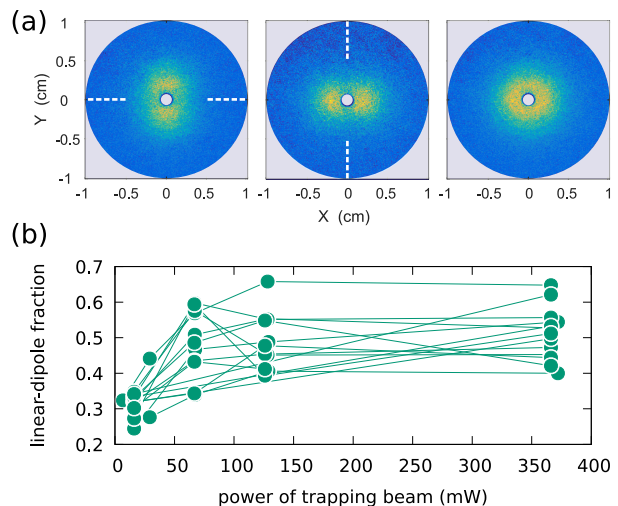 (a)
1
0.5
0
-0.5
-1
Y (cm)
-1 -0.5 0 0.5 1 -1 -0.5 0 0.5 1 -1 -0.5 0 0.5 1
X (cm)
(b)
0.7
0.6
0.5
0.4
0.3
0.2
linear-dipole fraction
0 50 100 150 200 250 300 350 400
power of trapping beam (mW)